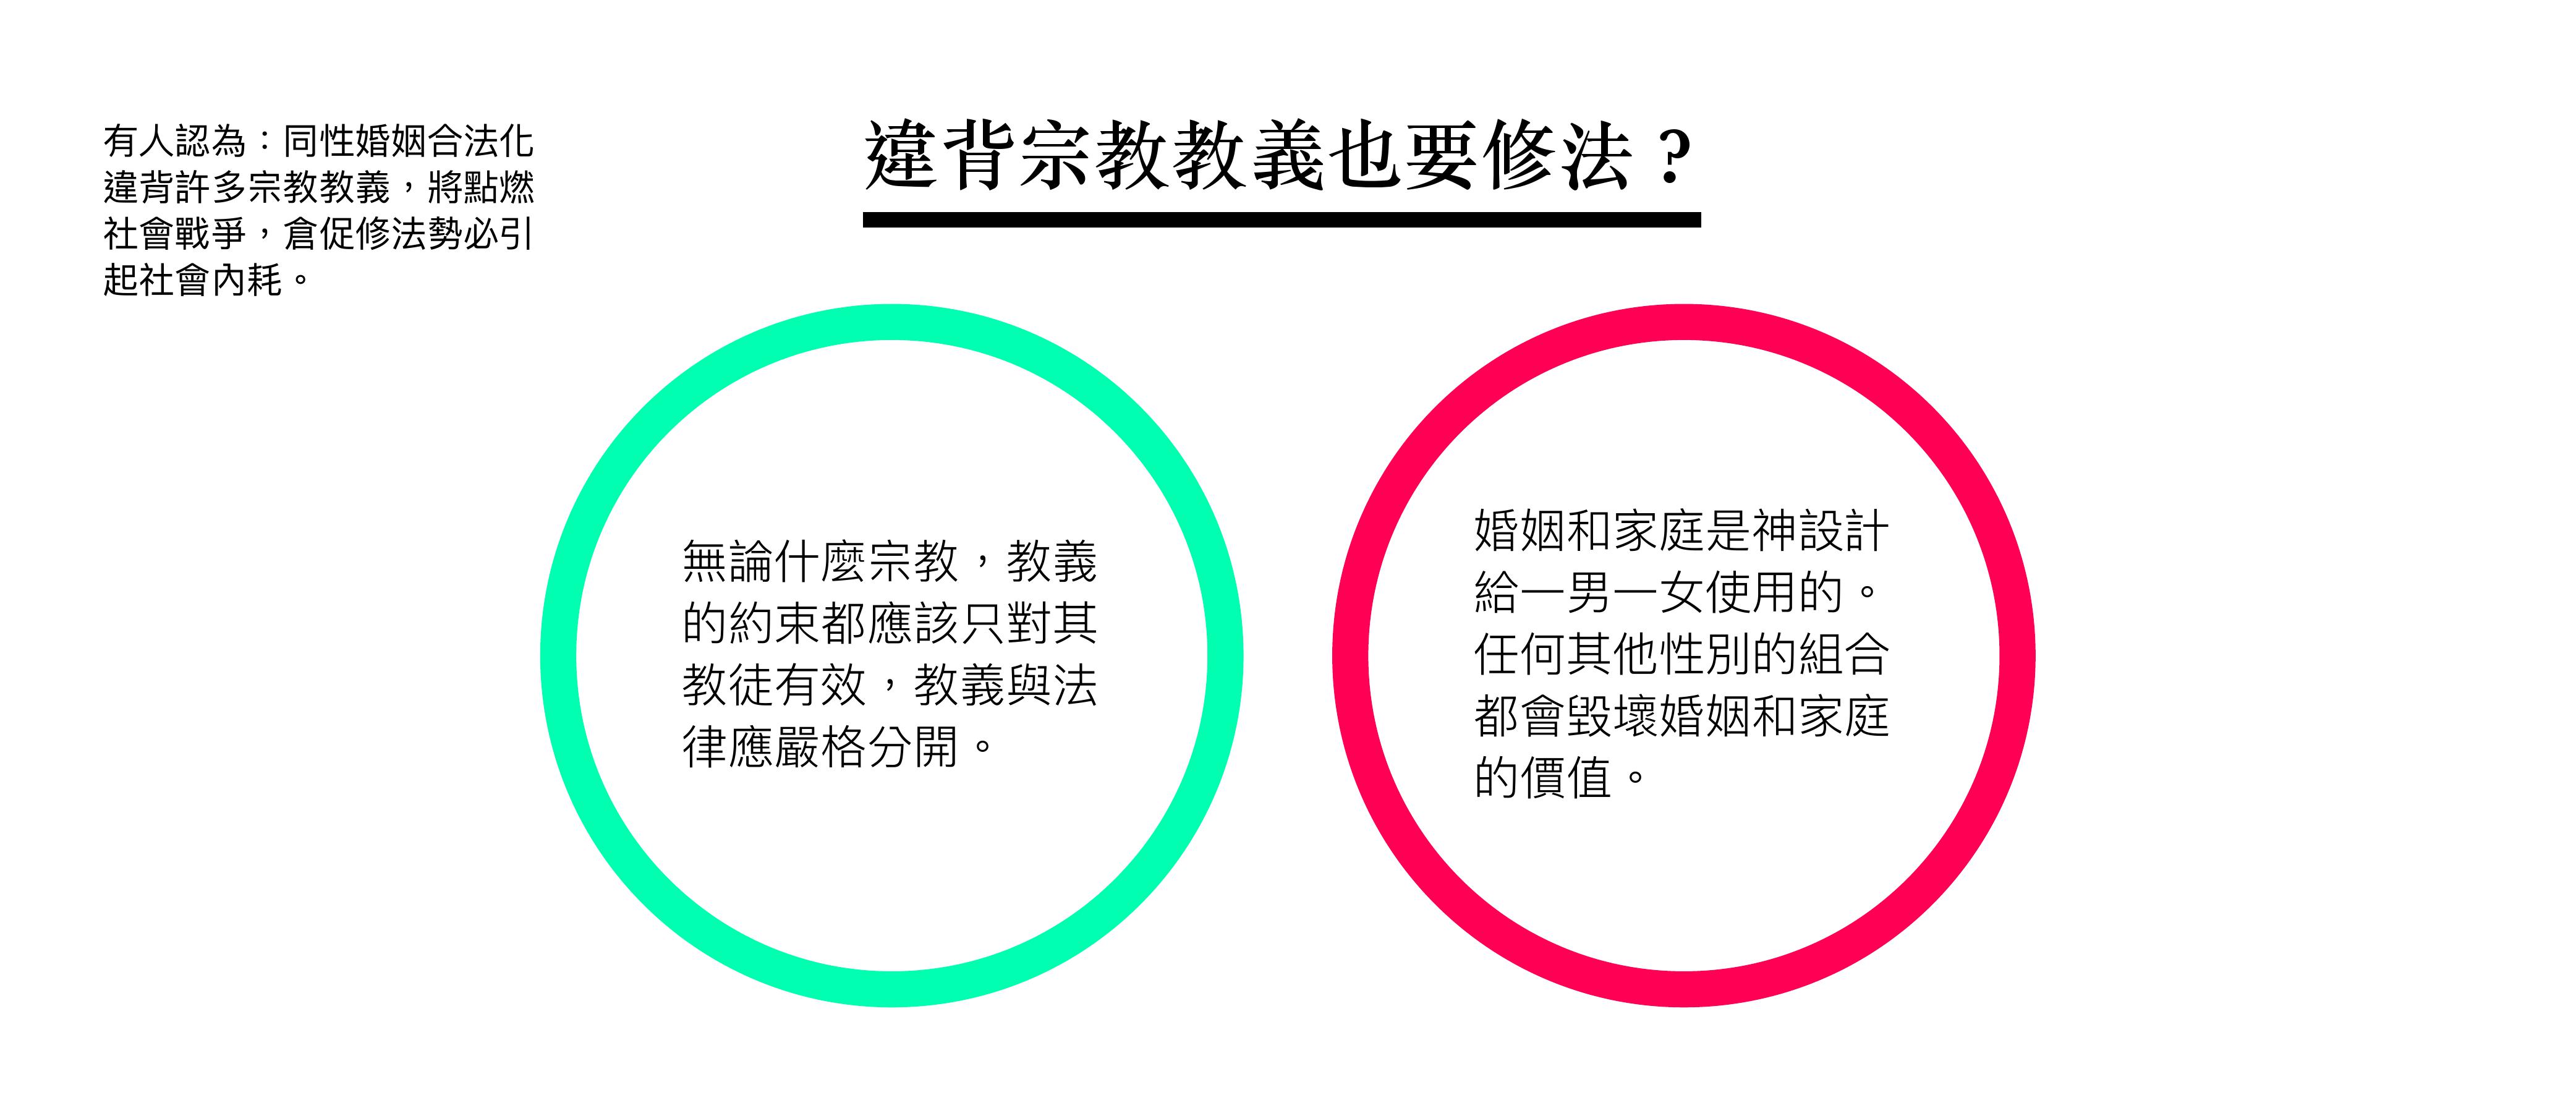 有人認為：同性婚姻合法化
違背許多宗教教義，將點燃
社會戰爭，倉促修法勢必引
起社會內耗。
違背宗教教義也要修法？
無論什麼宗教，教義
的約束都應該只對其
教徒有效，教義與法
律應嚴格分開。
婚姻和家庭是神設計
給一男一女使用的。
任何其他性別的組合
都會毀壞婚姻和家庭
的價值。